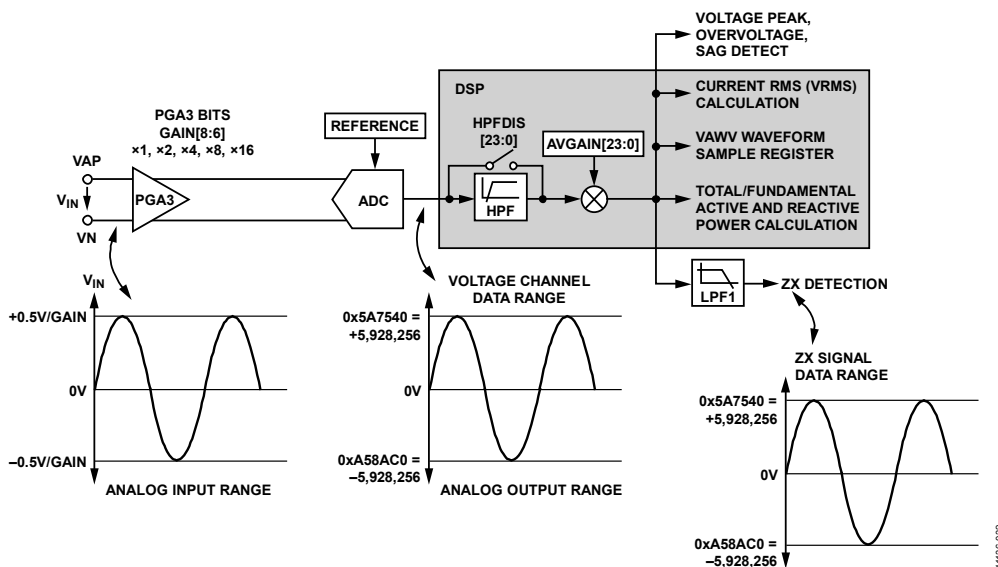 VOLTAGE PEAK,
OVERVOLTAGE,
SAG DETECT
DSP
CURRENT RMS (VRMS)
CALCULATION
PGA3 BITS
GAIN[8:6]
×1, ×2, ×4, ×8, ×16
REFERENCE
HPFDIS
[23:0]
AVGAIN[23:0]
VAWV WAVEFORM
SAMPLE REGISTER
VAP
VIN
VN
PGA3
ADC
HPF
TOTAL/FUNDAMENTAL
ACTIVE AND REACTIVE
POWER CALCULATION
LPF1
ZX DETECTION
VIN
+0.5V/GAIN
0V
–0.5V/GAIN
ANALOG INPUT RANGE
VOLTAGE CHANNEL
DATA RANGE
0x5A7540 =
+5,928,256
0V
0xA58AC0 =
–5,928,256
ANALOG OUTPUT RANGE
ZX SIGNAL
DATA RANGE
0x5A7540 =
+5,928,256
0V
0xA58AC0 =
–5,928,256